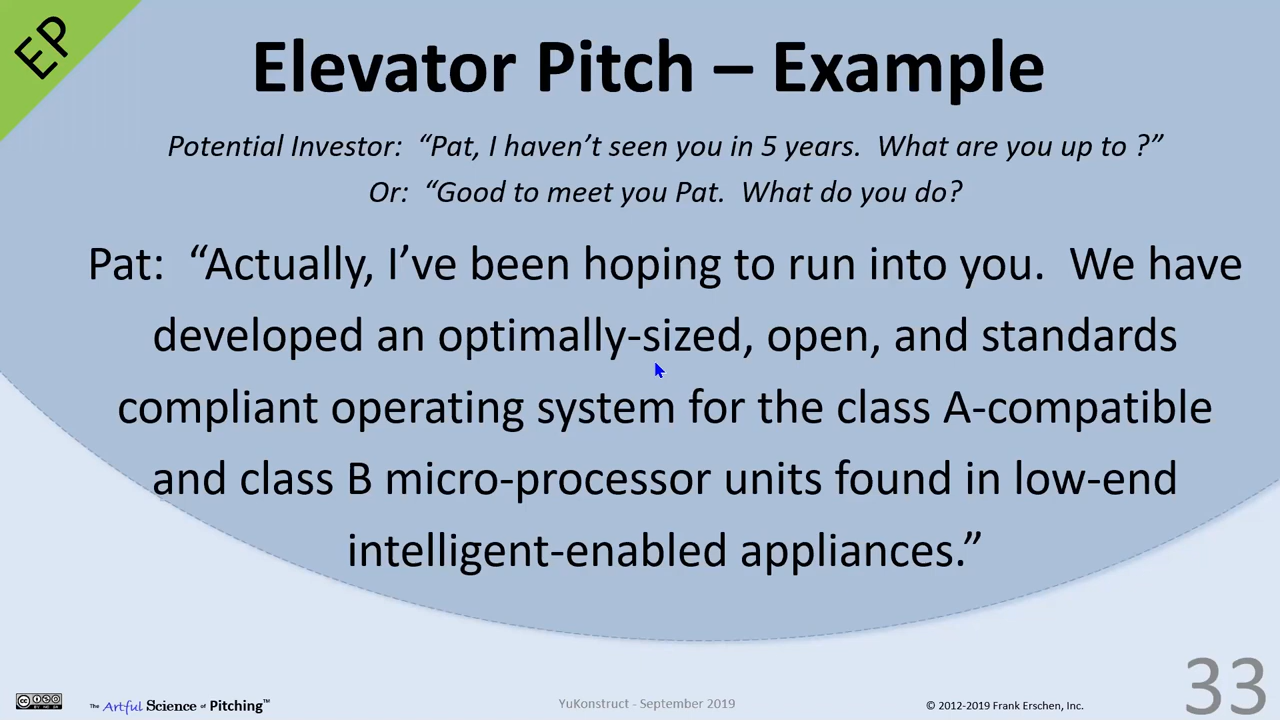 EP
Elevator Pitch – Example
Potential Investor: “Pat, I haven’t seen you in 5 years. What are you up to ?”
Or: “Good to meet you Pat. What do you do?
Pat: “Actually, I’ve been hoping to run into you. We have
developed an optimally-sized, open, and standards
compliant operating system for the class A-compatible
and class B micro-processor units found in low-end
intelligent-enabled appliances.”
The Artful Science of Pitching™
YuKonstruct - September 2019
© 2012-2019 Frank Erschen, Inc.
33